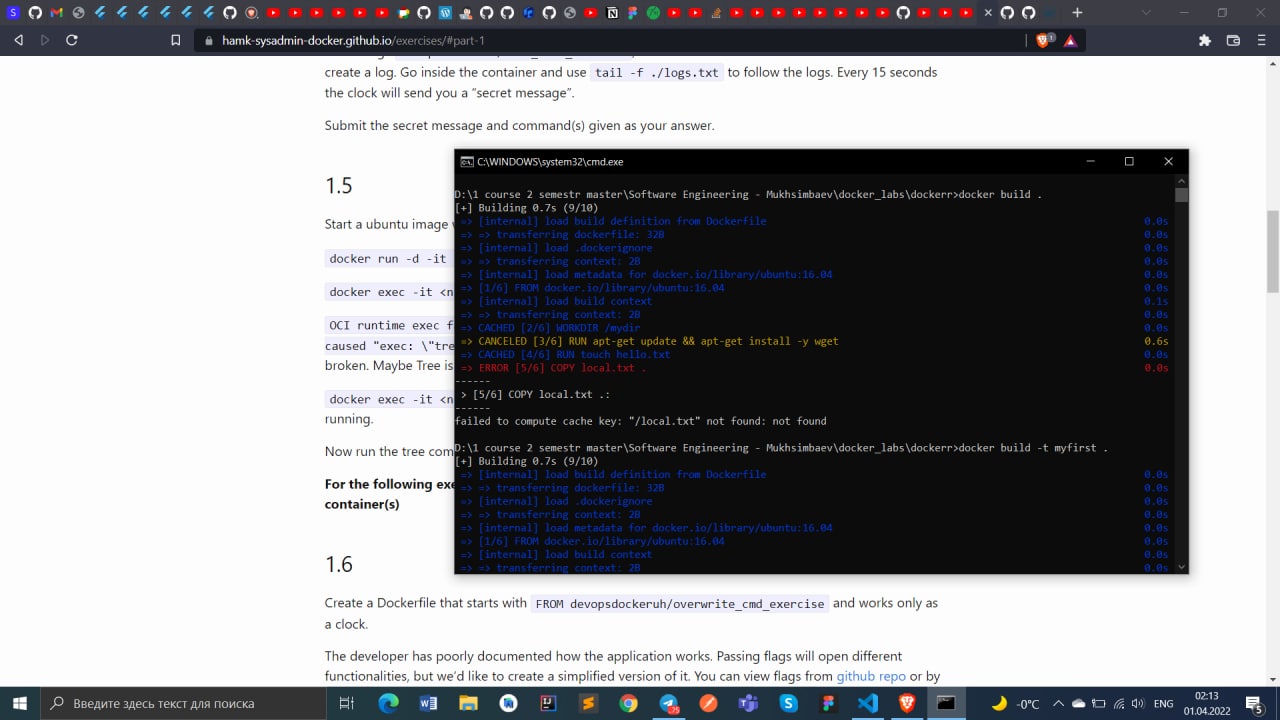 hamk-sysadmin-docker.github.io/exercises/#part-1
create a log. Go inside the container and use tail -f ./logs.txt to follow the logs. Every 15 seconds
the clock will send you a “secret message”.
Submit the secret message and command(s) given as your answer.
1.5
Start a ubuntu image
docker run -d -it
docker exec -it <n
OCI runtime exec f
caused "exec: \"tre
broken. Maybe Tree is
docker exec -it <n
running.
Now run the tree com
For the following exe
container(s)
C:\WINDOWS\system32\cmd.exe
D:\1 course 2 semestr master\Software Engineering - Mukhsimbaev\docker_labs\dockerr>docker build .
[+] Building 0.7s (9/10)
=> [internal] load build definition from Dockerfile 0.0s
=> => transferring dockerfile: 32B 0.0s
=> [internal] load .dockerignore 0.0s
=> => transferring context: 2B 0.0s
=> [internal] load metadata for docker.io/library/ubuntu:16.04 0.0s
=> [1/6] FROM docker.io/library/ubuntu:16.04 0.0s
=> [internal] load build context 0.1s
=> => transferring context: 2B 0.0s
=> CACHED [2/6] WORKDIR /mydir 0.0s
=> CANCELED [3/6] RUN apt-get update && apt-get install -y wget 0.6s
=> CACHED [4/6] RUN touch hello.txt 0.0s
=> ERROR [5/6] COPY local.txt . 0.0s
------
> [5/6] COPY local.txt .:
------
failed to compute cache key: "/local.txt" not found: not found
D:\1 course 2 semestr master\Software Engineering - Mukhsimbaev\docker_labs\dockerr>docker build -t myfirst .
[+] Building 0.7s (9/10)
=> [internal] load build definition from Dockerfile 0.0s
=> => transferring dockerfile: 32B 0.0s
=> [internal] load .dockerignore 0.0s
=> => transferring context: 2B 0.0s
=> [internal] load metadata for docker.io/library/ubuntu:16.04 0.0s
=> [1/6] FROM docker.io/library/ubuntu:16.04 0.0s
=> [internal] load build context 0.0s
=> => transferring context: 2B 0.0s
1.6
Create a Dockerfile that starts with FROM devopsdockeruh/overwrite_cmd_exercise and works only as
a clock.
The developer has poorly documented how the application works. Passing flags will open different
functionalities, but we’d like to create a simplified version of it. You can view flags from github repo or by
Введите здесь текст для поиска
25
-0°C
ENG
02:13
01.04.2022
5